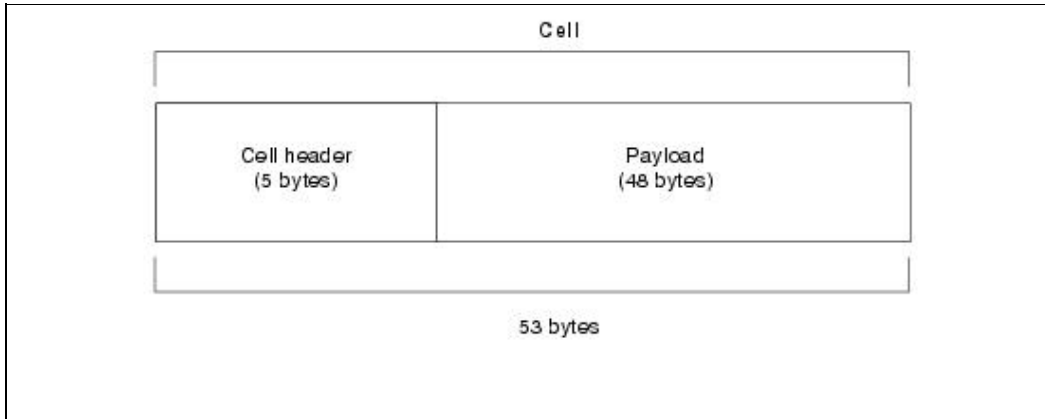 Cell
Cell header
(5 bytes)
Payload
(48 bytes)
53 bytes